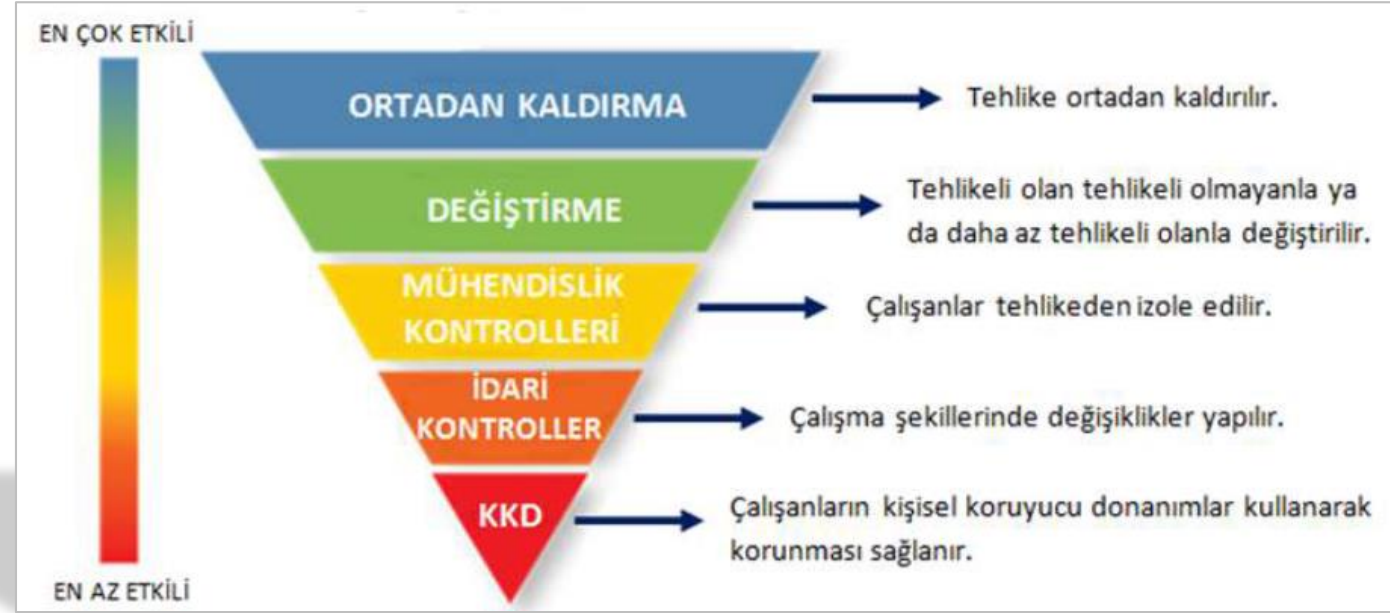 EN ÇOK ETKİLİ
ORTADAN KALDIRMA
Tehlike ortadan kaldırılır.
DEĞİŞTİRME
Tehlikeli olan tehlikeli olmayanla ya
da daha az tehlikeli olanla değiştirilir.
MÜHENDİSLİK
KONTROLLERİ
Çalışanlar tehlikeden izole edilir.
İDARİ
KONTROLLER
Çalışma şekillerinde değişiklikler yapılır.
KKD
Çalışanların kişisel koruyucu donanımlar kullanarak
korunması sağlanır.
EN AZ ETKİLİ